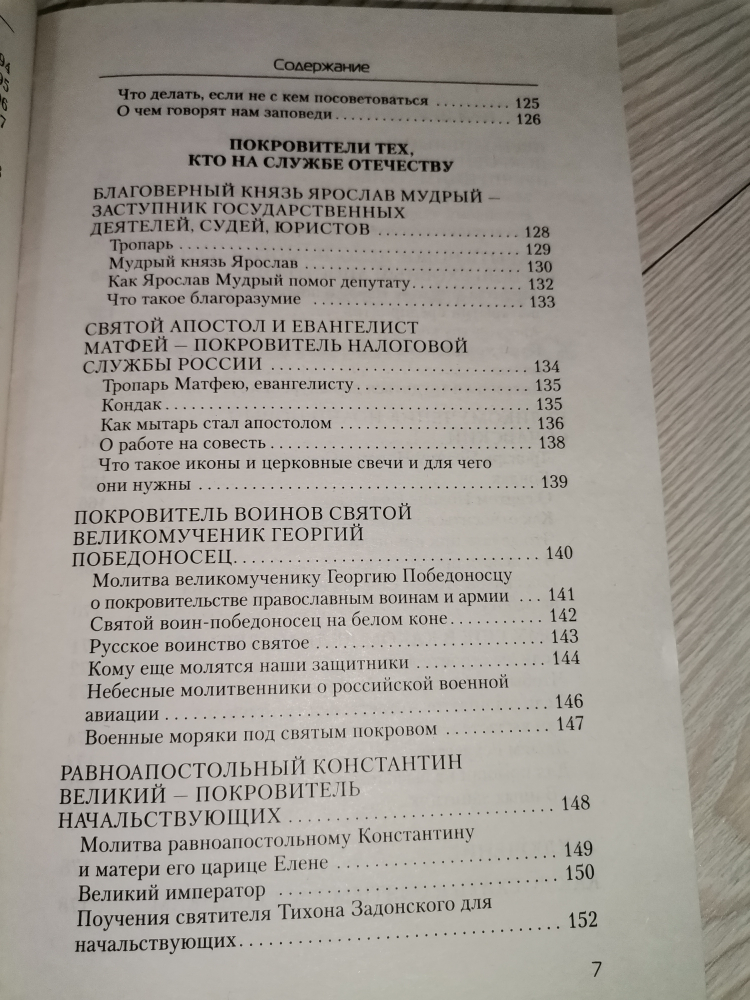 Содержание
Что делать, если не с кем посоветоваться .......... 125
О чем говорят нам заповеди .......................... 126
ПОКРОВИТЕЛИ ТЕХ,
КТО НА СЛУЖБЕ ОТЕЧЕСТВУ
БЛАГОВЕРНЫЙ КНЯЗЬ ЯРОСЛАВ МУДРЫЙ —
ЗАСТУПНИК ГОСУДАРСТВЕННЫХ
ДЕЯТЕЛЕЙ, СУДЕЙ, ЮРИСТОВ .................... 128
Тропарь .................................................. 129
Мудрый князь Ярослав ................................ 130
Как Ярослав Мудрый помог депутату................ 132
Что такое благоразумие ................................ 133
СВЯТОЙ АПОСТОЛ И ЕВАНГЕЛИСТ
МАТФЕЙ — ПОКРОВИТЕЛЬ НАЛОГОВОЙ
СЛУЖБЫ РОССИИ .................................... 134
Тропарь Матфею, евангелисту........................ 135
Кондак.................................................... 135
Как мытарь стал апостолом .......................... 136
О работе на совесть .................................... 138
Что такое иконы и церковные свечи и для чего
они нужны .............................................. 139
ПОКРОВИТЕЛЬ ВОИНОВ СВЯТОЙ
ВЕЛИКОМУЧЕНИК ГЕОРГИЙ
ПОБЕДОНОСЕЦ........................................ 140
Молитва великомученику Георгию Победоносцу
о покровительстве православным воинам и армии ... 141
Святой воин-победоносец на белом коне............ 142
Русское воинство святое .............................. 143
Кому еще молятся наши защитники ................ 144
Небесные молитвенники о российской военной
авиации .................................................. 146
Военные моряки под святым покровом ............ 147
РАВНОАПОСТОЛЬНЫЙ КОНСТАНТИН
ВЕЛИКИЙ — ПОКРОВИТЕЛЬ
НАЧАЛЬСТВУЮЩИХ .................................. 148
Молитва равноапостольному Константину
и матери его царице Елене .......................... 149
Великий император .................................... 150
Поучения святителя Тихона Задонского для
начальствующих........................................ 152
7